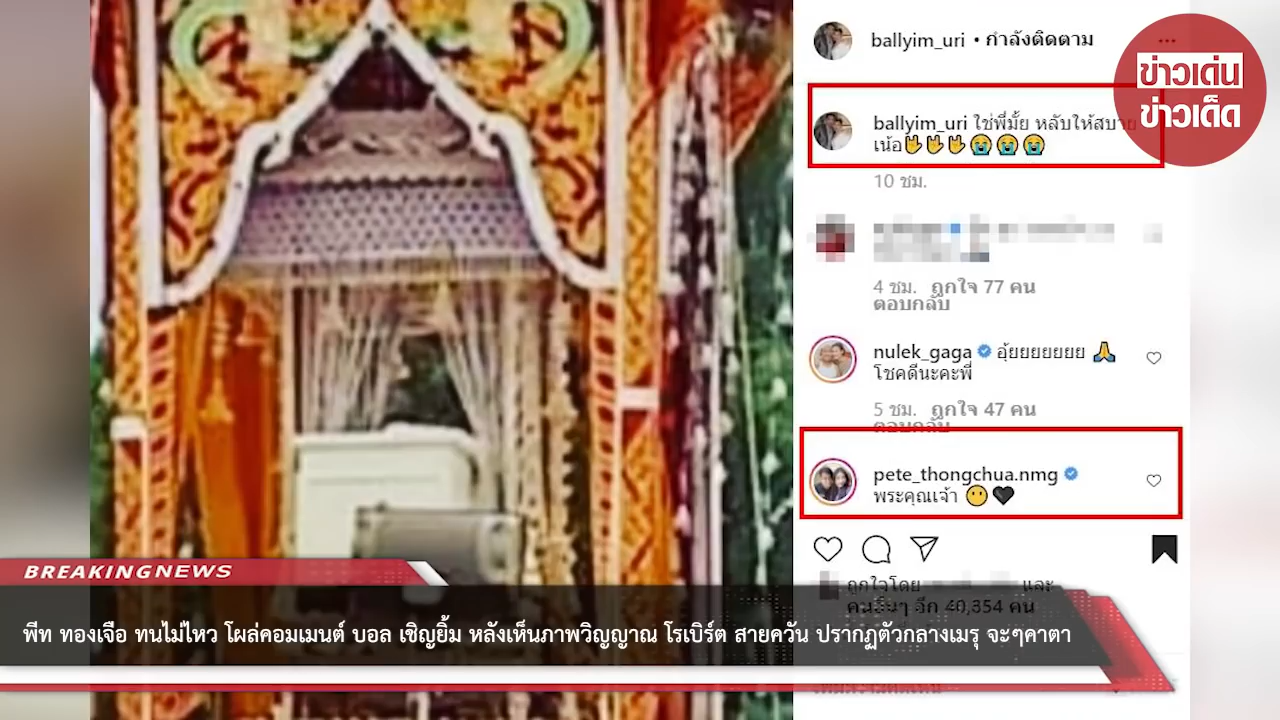 ballyim_uri • กำลังติดตาม
ข่าวเด่น
ข่าวเด็ด
ballyim_uri ใช่พี่มั้ย หลับให้สบาย
เน้อ🤟🤟🤟😭😭😭
10 ชม.
4 ชม. ถูกใจ 77 คน
ตอบกลับ
nulek_gaga อุ้ยยยยยยย 🙏
โชคดีนะคะพี่
5 ชม. ถูกใจ 47 คน
ตอบกลับ
pete_thongchua.nmg
พระคุณเจ้า 😶🖤
ถูกใจโดย และ
คนอื่นๆ อีก 40,354 คน
BREAKINGNEWS
พีท ทองเจือ ทนไม่ไหว โผล่คอมเมนต์ บอล เชิญยิ้ม หลังเห็นภาพวิญญาณ โรเบิร์ต สายควัน ปรากฏตัวกลางเมรุ จะๆคาตา